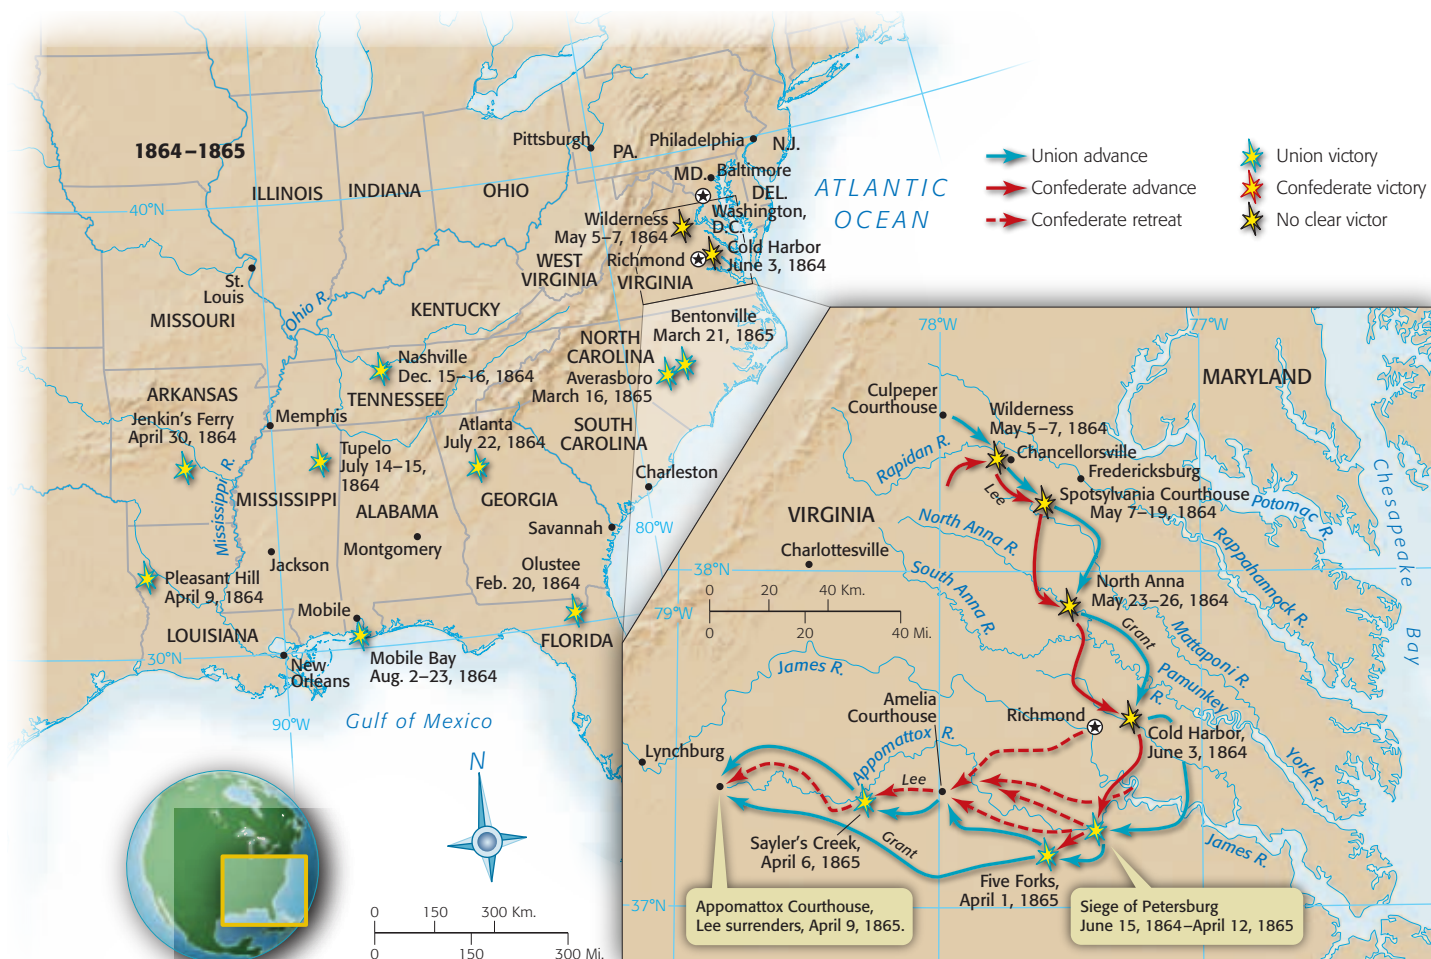 1864–1865
Pittsburgh
PA.
Philadelphia
N.J.
MD.
Baltimore
DEL.
Washington,
D.C.
ILLINOIS
INDIANA
OHIO
40°N
ATLANTIC
OCEAN
Wilderness
May 5–7, 1864
Cold Harbor
June 3, 1864
Richmond
WEST
VIRGINIA
VIRGINIA
St.
Louis
MISSOURI
Ohio R.
KENTUCKY
Bentonville
March 21, 1865
NORTH
CAROLINA
Averasboro
March 16, 1865
Nashville
Dec. 15–16, 1864
TENNESSEE
ARKANSAS
Jenkin's Ferry
April 30, 1864
Memphis
Atlanta
July 22, 1864
SOUTH
CAROLINA
Tupelo
July 14–15,
1864
Charleston
Mississippi R.
MISSISSIPPI
ALABAMA
GEORGIA
Savannah
80°W
Montgomery
Jackson
Olustee
Feb. 20, 1864
Pleasant Hill
April 9, 1864
Mobile
LOUISIANA
FLORIDA
30°N
New
Orleans
Mobile Bay
Aug. 2–23, 1864
90°W
Gulf of Mexico
N
0 150 300 Km.
0 150 300 Mi.
Union advance
Confederate advance
Confederate retreat
Union victory
Confederate victory
No clear victor
78°W
77°W
MARYLAND
Culpeper
Courthouse
Wilderness
May 5–7, 1864
Rapidan R.
Chancellorsville
Fredericksburg
Lee
Spotsylvania Courthouse
May 7–19, 1864
Potomac R.
Chesapeake
Bay
VIRGINIA
North Anna R.
Rappahannock R.
Charlottesville
38°N
South Anna R.
North Anna
May 23–26, 1864
79°W
0 20 40 Km.
0 20 40 Mi.
Grant
Mattaponi R.
Pamunkey
R.
James R.
Amelia
Courthouse
Richmond
Cold Harbor,
June 3, 1864
York R.
Lynchburg
Appomattox R.
Lee
Sayler's Creek,
April 6, 1865
Grant
James R.
Five Forks,
April 1, 1865
37°N
Appomattox Courthouse,
Lee surrenders, April 9, 1865.
Siege of Petersburg
June 15, 1864–April 12, 1865